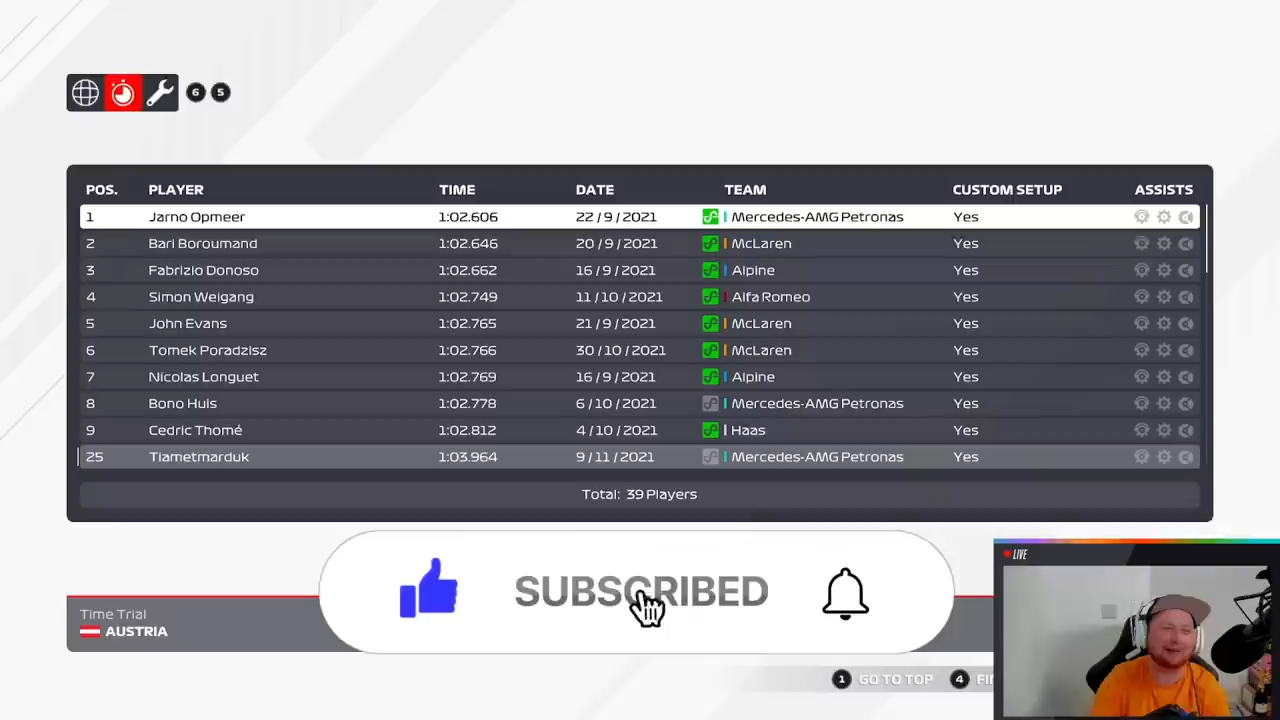 6 5
POS. PLAYER TIME DATE TEAM CUSTOM SETUP ASSISTS
1 Jarno Opmeer 1:02.606 22/9/2021 Mercedes-AMG Petronas Yes
2 Bari Boroumand 1:02.646 20/9/2021 McLaren Yes
3 Fabrizio Donoso 1:02.662 16/9/2021 Alpine Yes
4 Simon Weigang 1:02.749 11/10/2021 Alfa Romeo Yes
5 John Evans 1:02.765 21/9/2021 McLaren Yes
6 Tomek Poradzisz 1:02.766 30/10/2021 McLaren Yes
7 Nicolas Longuet 1:02.769 16/9/2021 Alpine Yes
8 Bono Huis 1:02.778 6/10/2021 Mercedes-AMG Petronas Yes
9 Cedric Thomé 1:02.812 4/10/2021 Haas Yes
25 Tiametmarduk 1:03.964 9/11/2021 Mercedes-AMG Petronas Yes
Total: 39 Players
LIVE
SUBSCRIBED
Time Trial
AUSTRIA
1 GO TO TOP 4